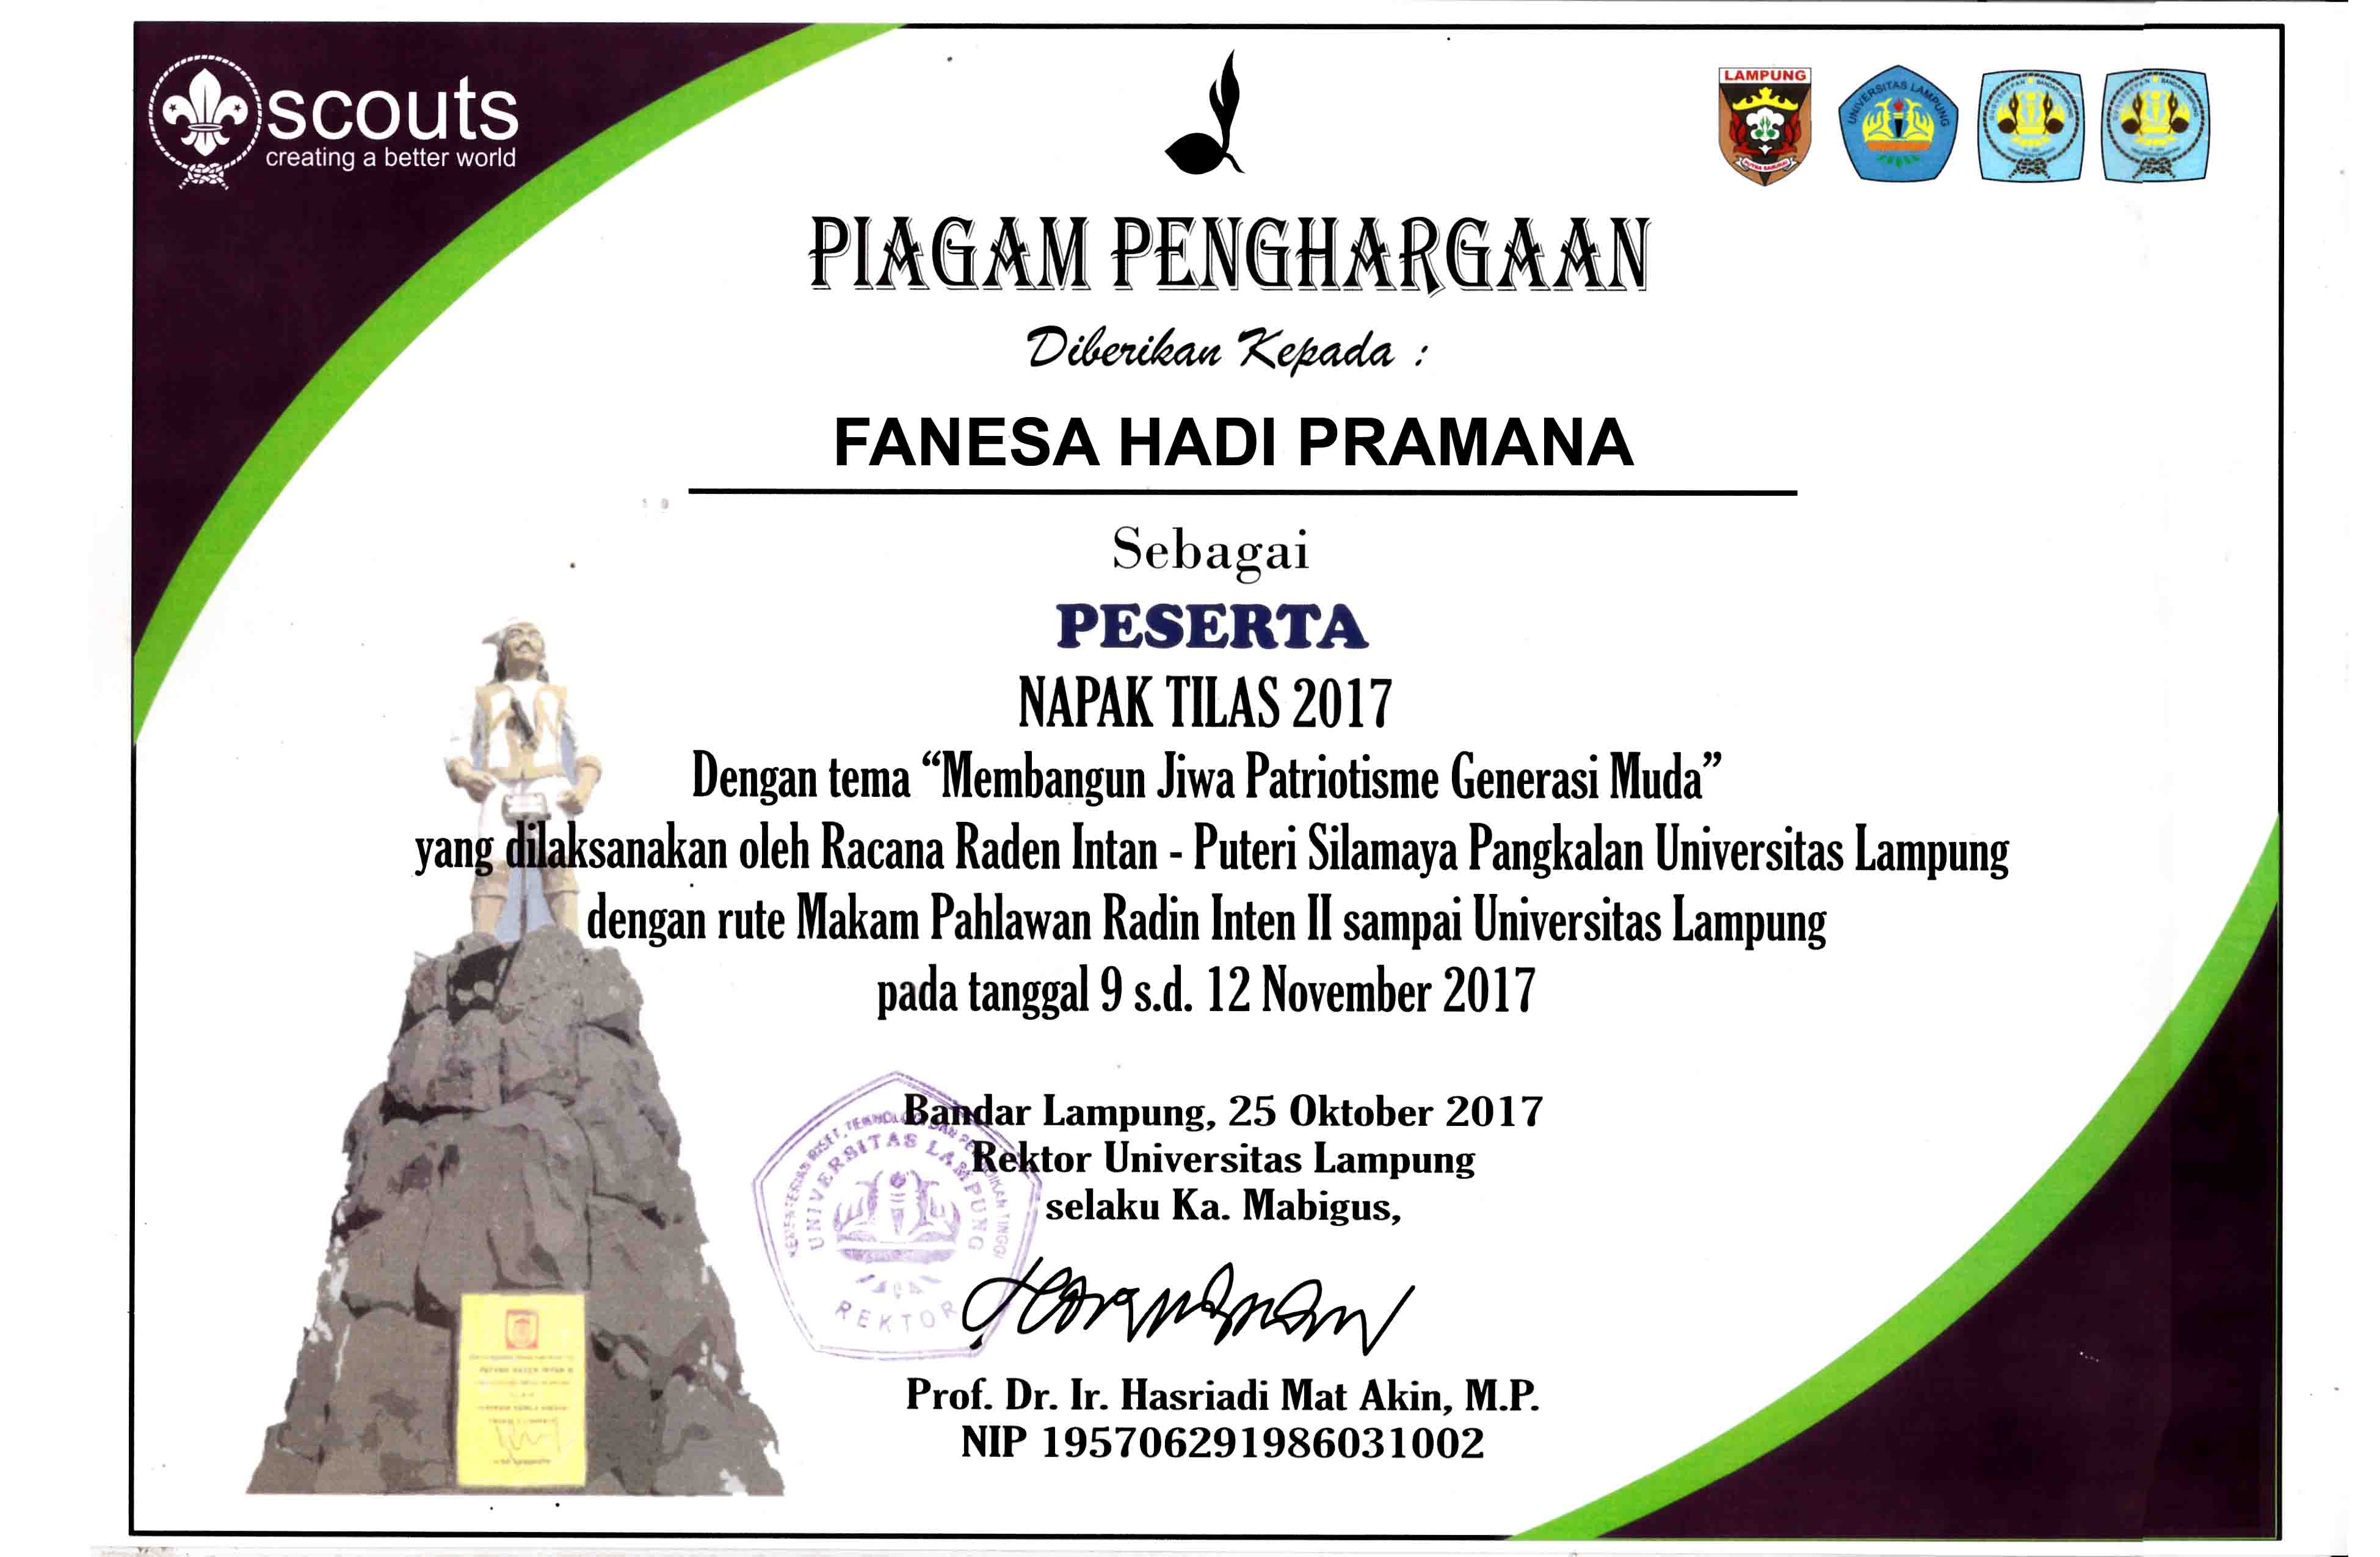 scouts
creating a better world
LAMPUNG
UNIVERSITAS LAMPUNG
PIAGAM PENGHARGAAN
Diberikan Kepada :
FANESA HADI PRAMANA
Sebagai
PESERTA
NAPAK TILAS 2017
Dengan tema “Membangun Jiwa Patriotisme Generasi Muda”
yang dilaksanakan oleh Racana Raden Intan - Puteri Silamaya Pangkalan Universitas Lampung
dengan rute Makam Pahlawan Radin Inten II sampai Universitas Lampung
pada tanggal 9 s.d. 12 November 2017
Bandar Lampung, 25 Oktober 2017
Rektor Universitas Lampung
selaku Ka. Mabigus,
UNIVERSITAS LAMPUNG
REKTOR
Prof. Dr. Ir. Hasriadi Mat Akin, M.P.
NIP 195706291986031002